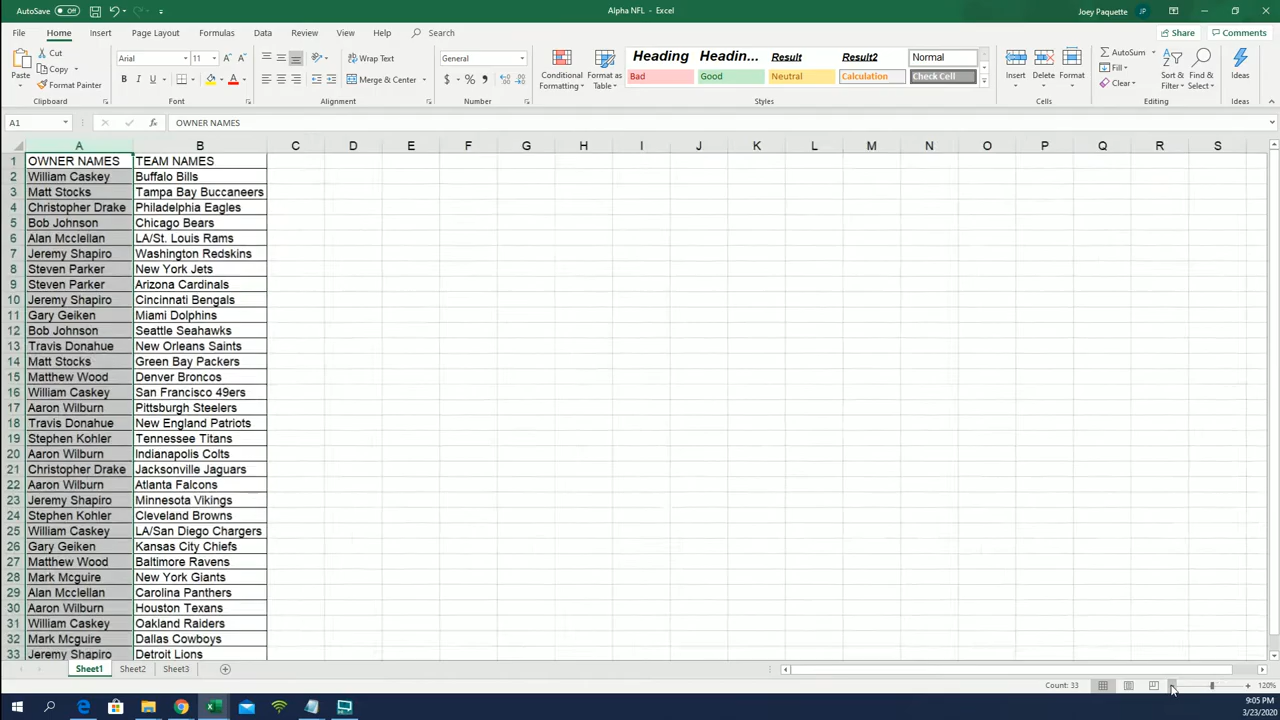 AutoSave Off
Alpha NFL - Excel
Joey Paquette JP
File Home Insert Page Layout Formulas Data Review View Help Search
Share Comments
Paste
Cut
Copy
Format Painter
Clipboard
Arial 11
B I U
Font
Wrap Text
Merge & Center
Alignment
General
$ % ,
Number
Conditional Formatting
Format as Table
Heading Headin... Result Result2 Normal
Bad Good Neutral Calculation Check Cell
Styles
Insert Delete Format
Cells
AutoSum
Fill
Clear
Sort & Filter
Find & Select
Editing
Ideas
Ideas
A1 fx OWNER NAMES
A B C D E F G H I J K L M N O P Q R S
1 OWNER NAMES TEAM NAMES
2 William Caskey Buffalo Bills
3 Matt Stocks Tampa Bay Buccaneers
4 Christopher Drake Philadelphia Eagles
5 Bob Johnson Chicago Bears
6 Alan Mcclellan LA/St. Louis Rams
7 Jeremy Shapiro Washington Redskins
8 Steven Parker New York Jets
9 Steven Parker Arizona Cardinals
10 Jeremy Shapiro Cincinnati Bengals
11 Gary Geiken Miami Dolphins
12 Bob Johnson Seattle Seahawks
13 Travis Donahue New Orleans Saints
14 Matt Stocks Green Bay Packers
15 Matthew Wood Denver Broncos
16 William Caskey San Francisco 49ers
17 Aaron Wilburn Pittsburgh Steelers
18 Travis Donahue New England Patriots
19 Stephen Kohler Tennessee Titans
20 Aaron Wilburn Indianapolis Colts
21 Christopher Drake Jacksonville Jaguars
22 Aaron Wilburn Atlanta Falcons
23 Jeremy Shapiro Minnesota Vikings
24 Stephen Kohler Cleveland Browns
25 William Caskey LA/San Diego Chargers
26 Gary Geiken Kansas City Chiefs
27 Matthew Wood Baltimore Ravens
28 Mark Mcguire New York Giants
29 Alan Mcclellan Carolina Panthers
30 Aaron Wilburn Houston Texans
31 William Caskey Oakland Raiders
32 Mark Mcguire Dallas Cowboys
33 Jeremy Shapiro Detroit Lions
Sheet1 Sheet2 Sheet3
Count: 33 120%
9:05 PM
3/23/2020